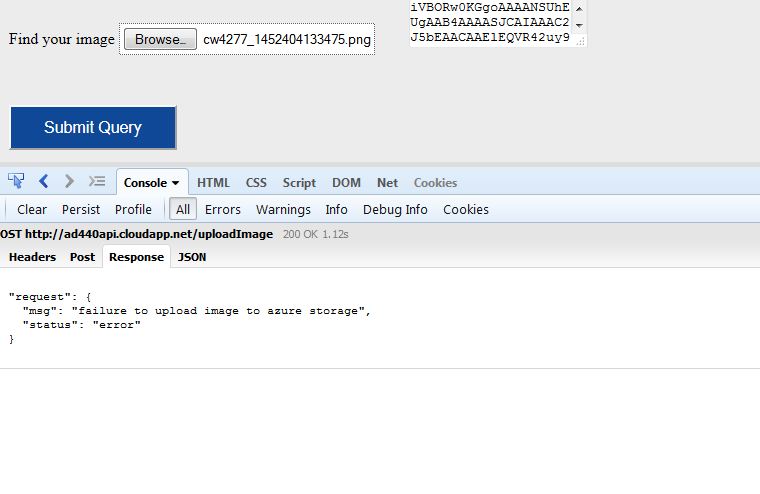 iVBORw0KGgoAAAANSUhE
UgAAB4AAAASJCAIAAAC2
J5bEAACAAElEQVR42uy9
Find your image Browse.. cw4277_1452404133475.png
Submit Query
Console HTML CSS Script DOM Net Cookies
Clear Persist Profile All Errors Warnings Info Debug Info Cookies
OST http://ad440api.cloudapp.net/uploadImage 200 OK 1.12s
Headers Post Response JSON
"request": {
"msg": "failure to upload image to azure storage",
"status": "error"
}